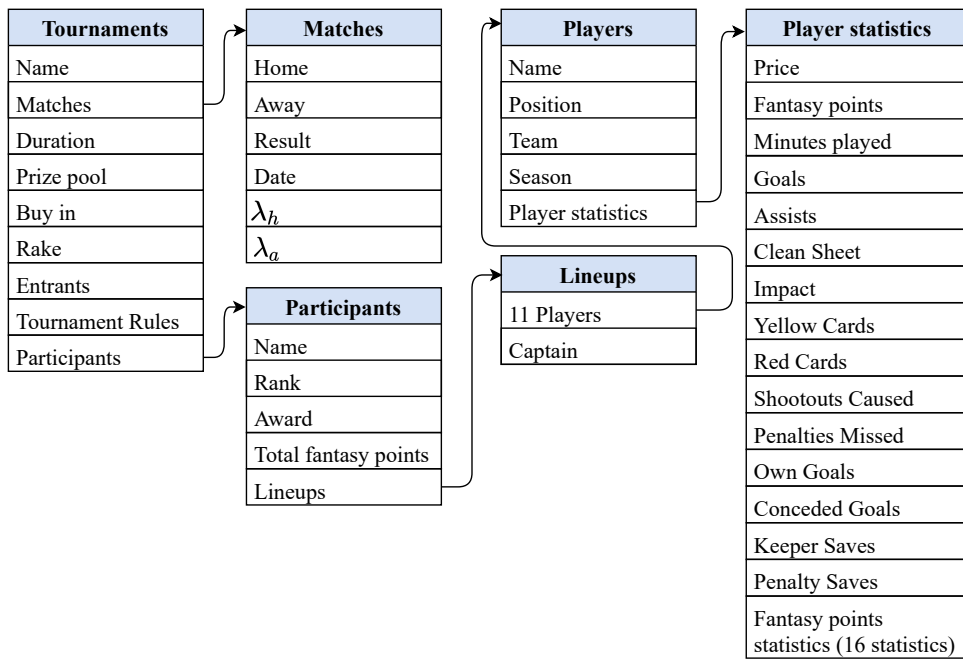 Tournaments
Name
Matches
Duration
Prize pool
Buy in
Rake
Entrants
Tournament Rules
Participants
Matches
Home
Away
Result
Date
λ_h
λ_a
Participants
Name
Rank
Award
Total fantasy points
Lineups
Players
Name
Position
Team
Season
Player statistics
Lineups
11 Players
Captain
Player statistics
Price
Fantasy points
Minutes played
Goals
Assists
Clean Sheet
Impact
Yellow Cards
Red Cards
Shootouts Caused
Penalties Missed
Own Goals
Conceded Goals
Keeper Saves
Penalty Saves
Fantasy points
statistics (16 statistics)